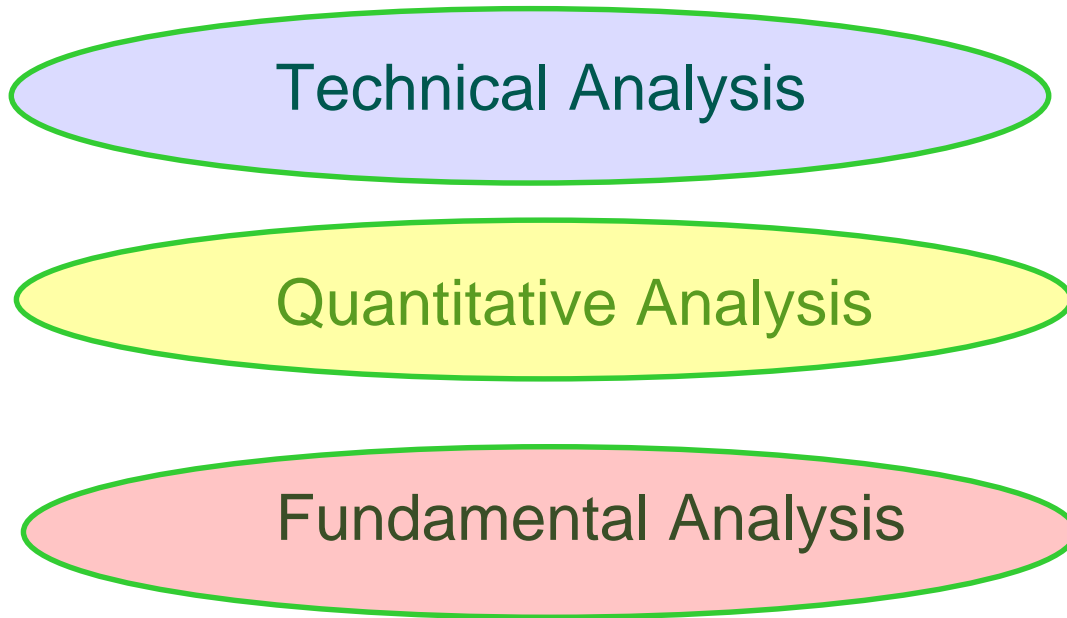 Technical Analysis
Quantitative Analysis
Fundamental Analysis